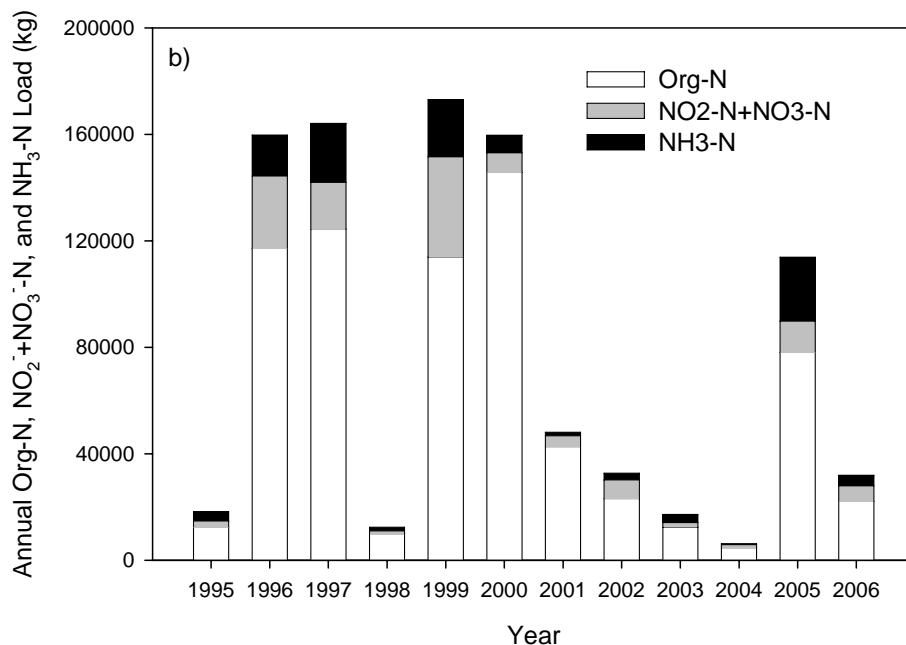 Annual Org-N, NO₂⁻+NO₃⁻-N, and NH₃-N Load (kg)
200000
160000
120000
80000
40000
0
b)
Org-N
NO2-N+NO3-N
NH3-N
1995 1996 1997 1998 1999 2000 2001 2002 2003 2004 2005 2006
Year